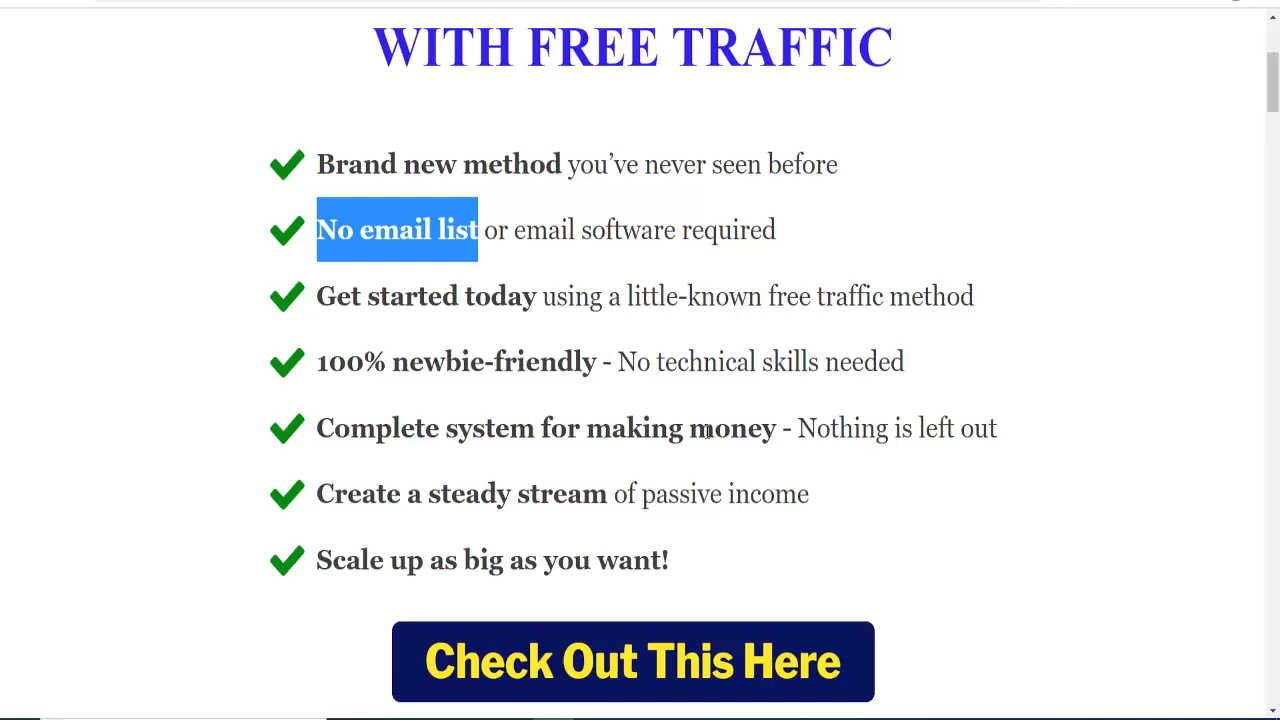 WITH FREE TRAFFIC
Brand new method you’ve never seen before
No email list or email software required
Get started today using a little-known free traffic method
100% newbie-friendly - No technical skills needed
Complete system for making money - Nothing is left out
Create a steady stream of passive income
Scale up as big as you want!
Check Out This Here